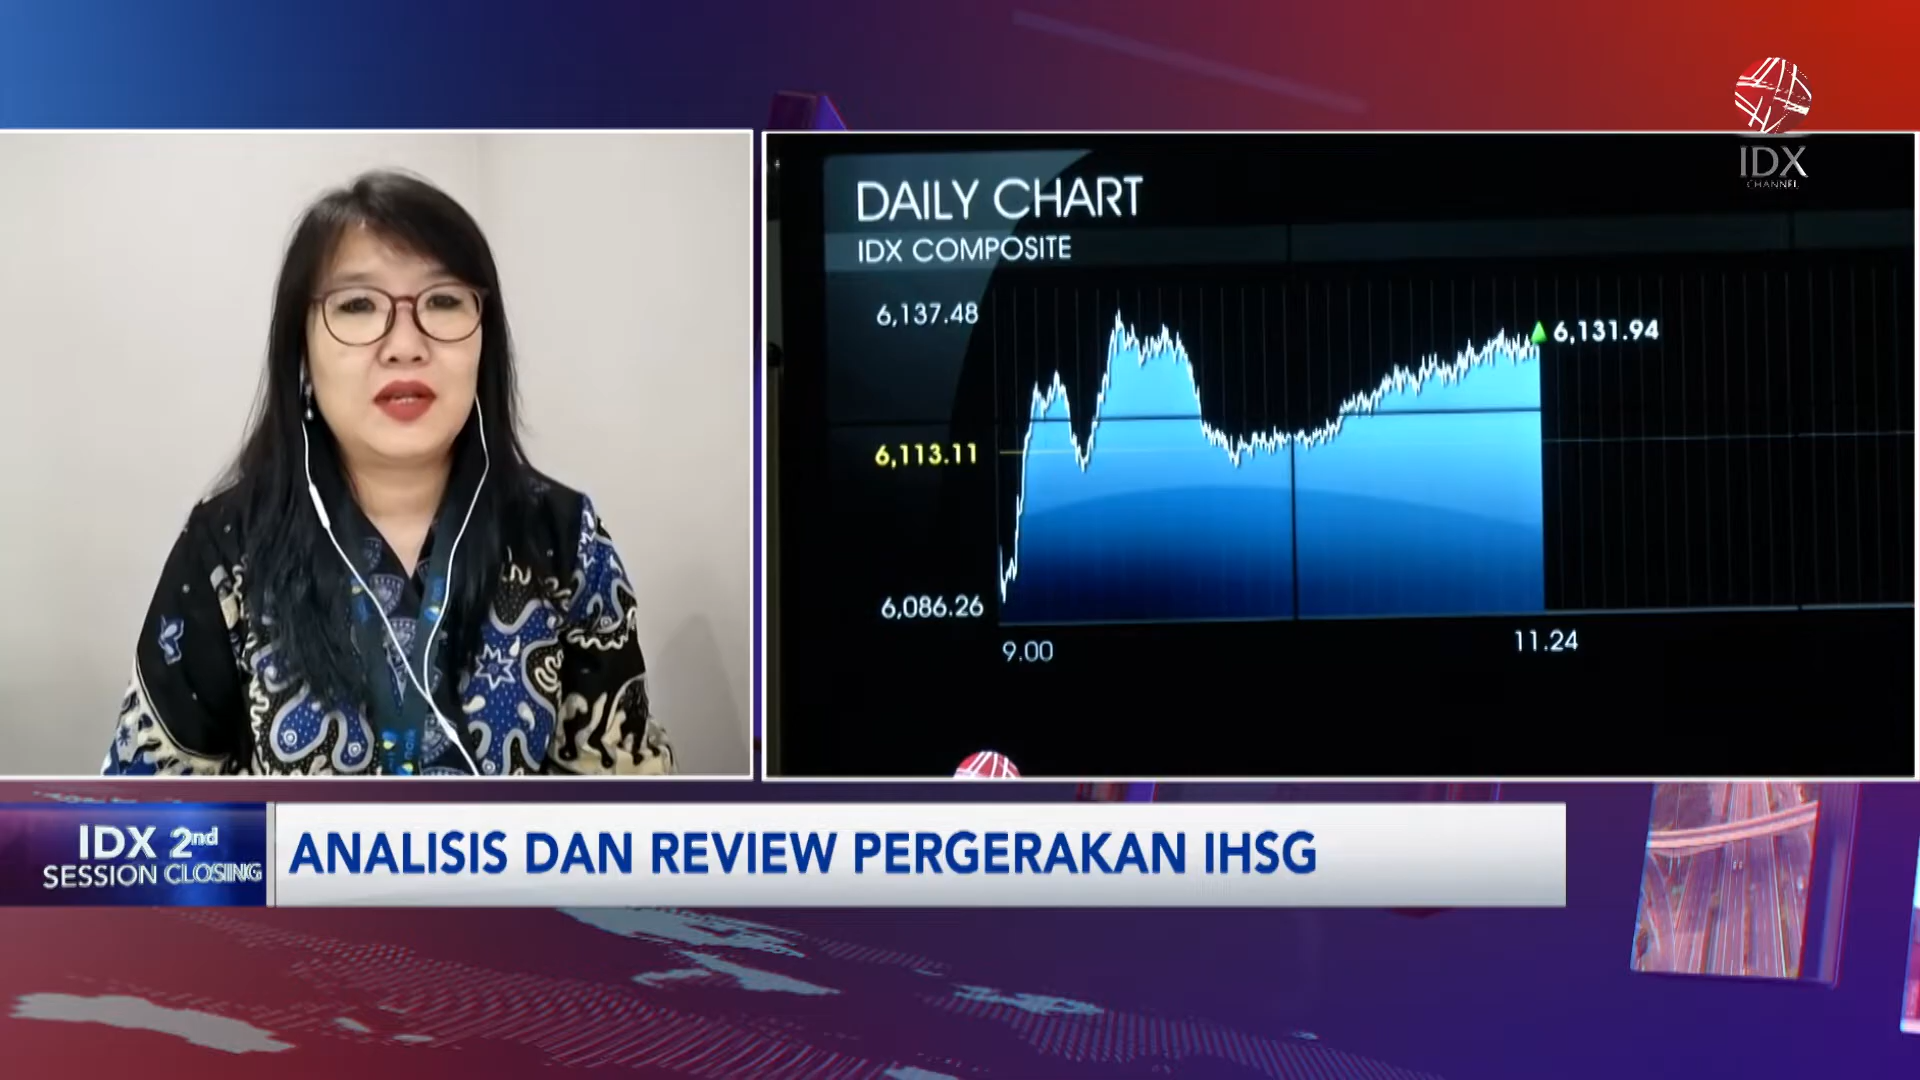 IDX
CHANNEL
DAILY CHART
IDX COMPOSITE
6,137.48
6,131.94
6,113.11
6,086.26
9.00
11.24
IDX 2nd
SESSION CLOSING
ANALISIS DAN REVIEW PERGERAKAN IHSG